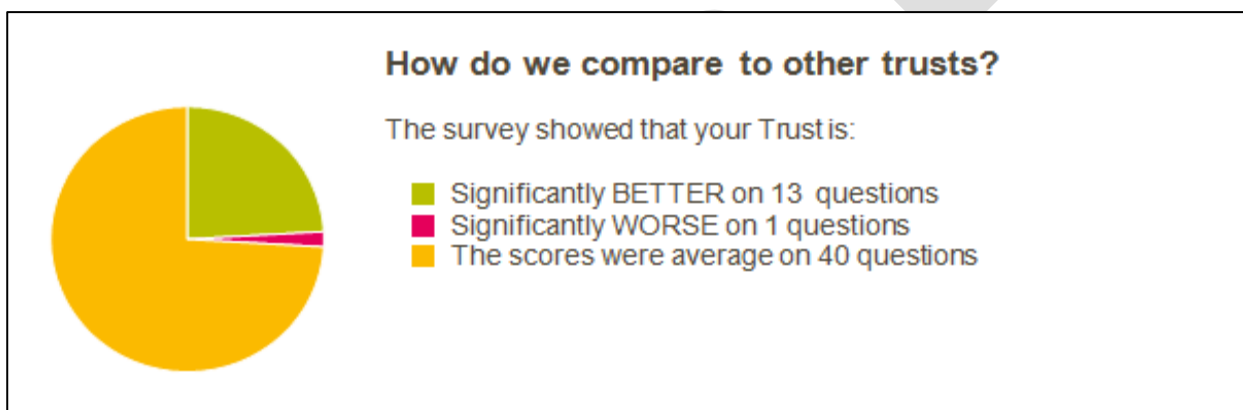 How do we compare to other trusts?
The survey showed that your Trust is:
Significantly BETTER on 13 questions
Significantly WORSE on 1 questions
The scores were average on 40 questions